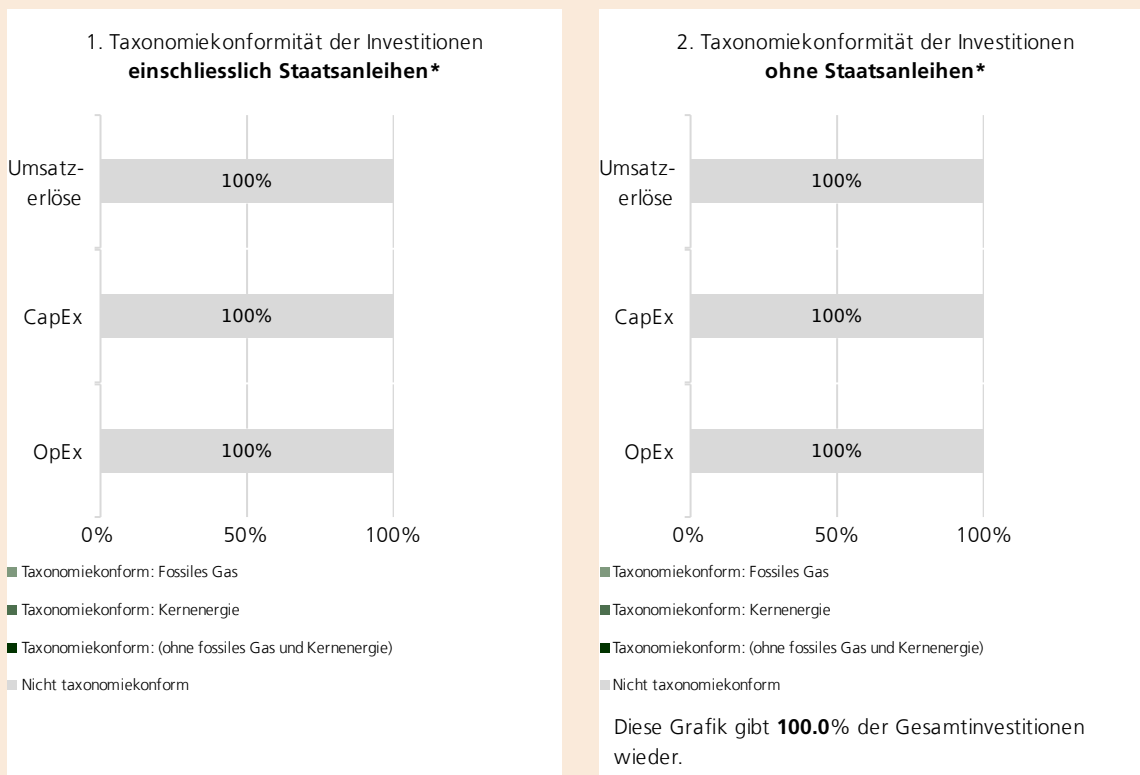 1. Taxonomiekonformität der Investitionen
einschliesslich Staatsanleihen*
Umsatz-
erlöse
100%
CapEx
100%
OpEx
100%
0% 50% 100%
Taxonomiekonform: Fossiles Gas
Taxonomiekonform: Kernenergie
Taxonomiekonform: (ohne fossiles Gas und Kernenergie)
Nicht taxonomiekonform
2. Taxonomiekonformität der Investitionen
ohne Staatsanleihen*
Umsatz-
erlöse
100%
CapEx
100%
OpEx
100%
0% 50% 100%
Taxonomiekonform: Fossiles Gas
Taxonomiekonform: Kernenergie
Taxonomiekonform: (ohne fossiles Gas und Kernenergie)
Nicht taxonomiekonform
Diese Grafik gibt 100.0% der Gesamtinvestitionen
wieder.